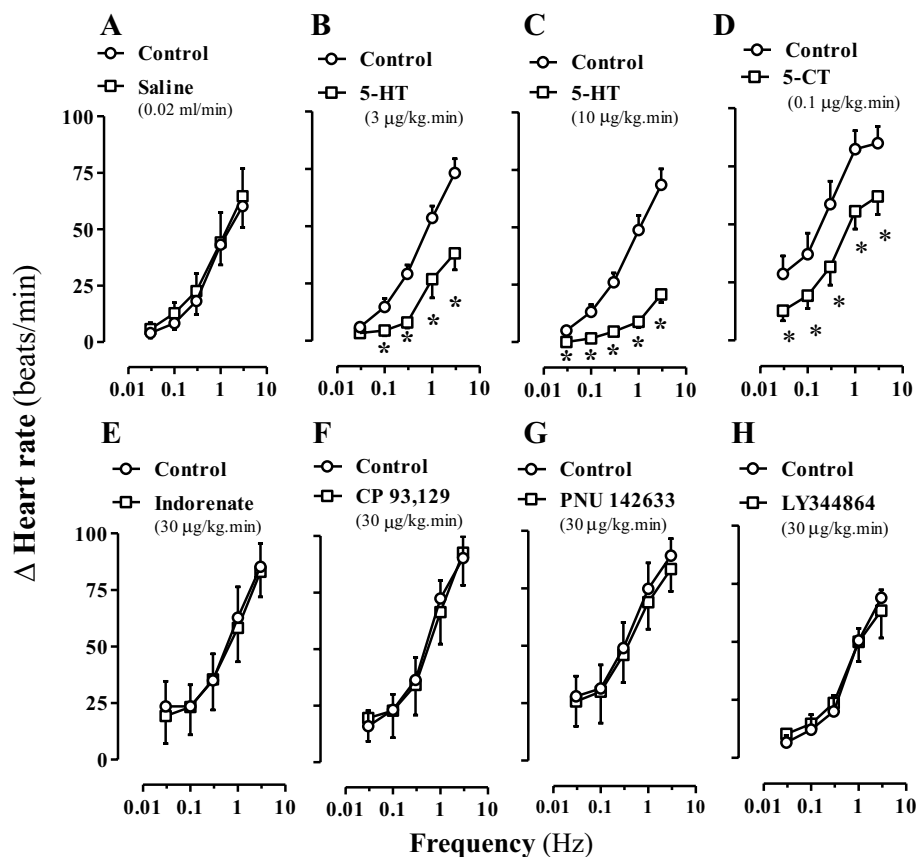 A
Control
Saline
(0.02 ml/min)
B
Control
5-HT
(3 µg/kg.min)
C
Control
5-HT
(10 µg/kg.min)
D
Control
5-CT
(0.1 µg/kg.min)
100
75
50
25
0
* * * *
* * * * *
* * * * *
0.01 0.1 1 10
0.01 0.1 1 10
0.01 0.1 1 10
0.01 0.1 1 10
Δ Heart rate (beats/min)
E
Control
Indorenate
(30 µg/kg.min)
F
Control
CP 93,129
(30 µg/kg.min)
G
Control
PNU 142633
(30 µg/kg.min)
H
Control
LY344864
(30 µg/kg.min)
100
75
50
25
0
0.01 0.1 1 10
0.01 0.1 1 10
0.01 0.1 1 10
0.01 0.1 1 10
Frequency (Hz)